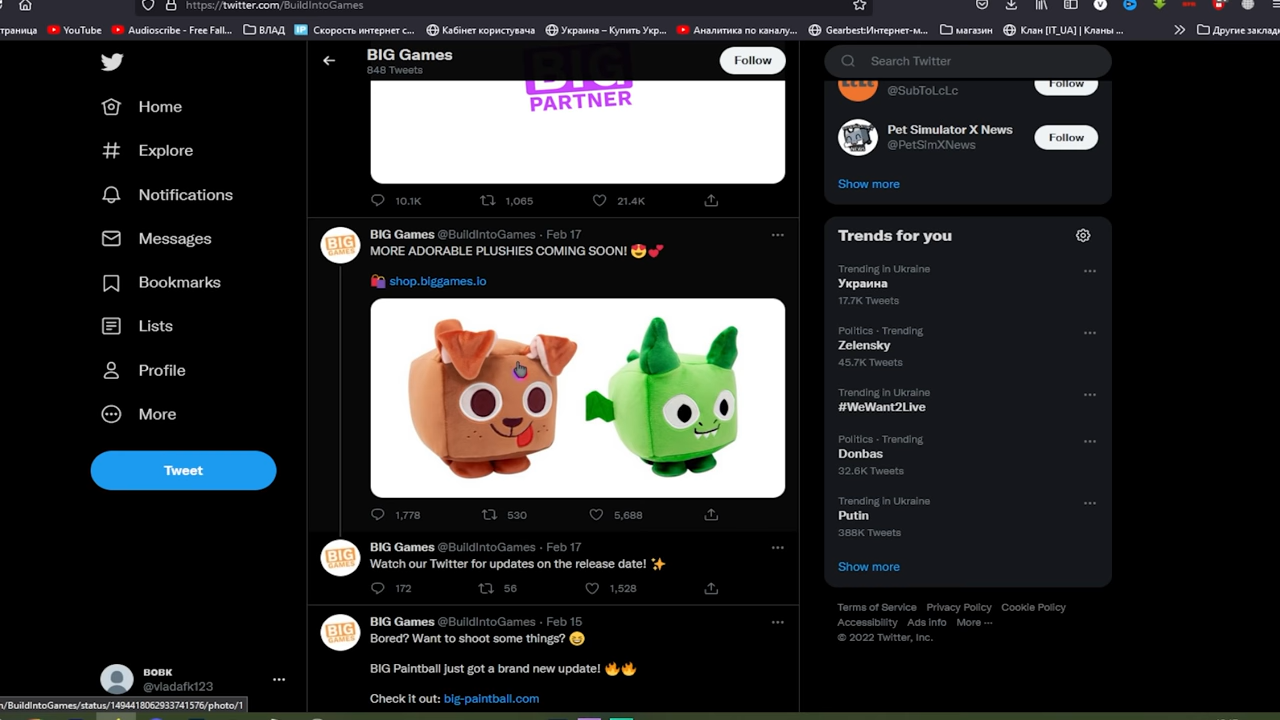 https://twitter.com/BuildIntoGames
страница
YouTube
Audioscribe - Free Fall...
ВЛАД
Скорость интернет с...
Кабінет користувача
Украина – Купить Укр...
Аналитика по каналу...
Gearbest:Интернет-м...
магазин
Клан [IT_UA] | Кланы ...
Другие заклад
BIG Games
848 Tweets
Follow
Search Twitter
Home
Explore
Notifications
Messages
Bookmarks
Lists
Profile
More
Tweet
ВОВК
@vladafk123
BIG
PARTNER
10.1K
1,065
21.4K
BIG Games @BuildIntoGames · Feb 17
MORE ADORABLE PLUSHIES COMING SOON! 😍💕
🛍️ shop.biggames.io
BIG
GAMES
1,778
530
5,688
BIG Games @BuildIntoGames · Feb 17
Watch our Twitter for updates on the release date! ✨
BIG
GAMES
172
56
1,528
BIG Games @BuildIntoGames · Feb 15
Bored? Want to shoot some things? 😊
BIG
GAMES
BIG Paintball just got a brand new update! 🔥🔥
Check it out: big-paintball.com
@SubToLcLc
Follow
Pet Simulator X News
@PetSimXNews
Follow
Show more
Trends for you
Trending in Ukraine
Украина
17.7K Tweets
Politics · Trending
Zelensky
45.7K Tweets
Trending in Ukraine
#WeWant2Live
Politics · Trending
Donbas
32.6K Tweets
Trending in Ukraine
Putin
388K Tweets
Show more
Terms of Service Privacy Policy Cookie Policy
Accessibility Ads info More ···
© 2022 Twitter, Inc.
m/BuildIntoGames/status/1494418062933741576/photo/1